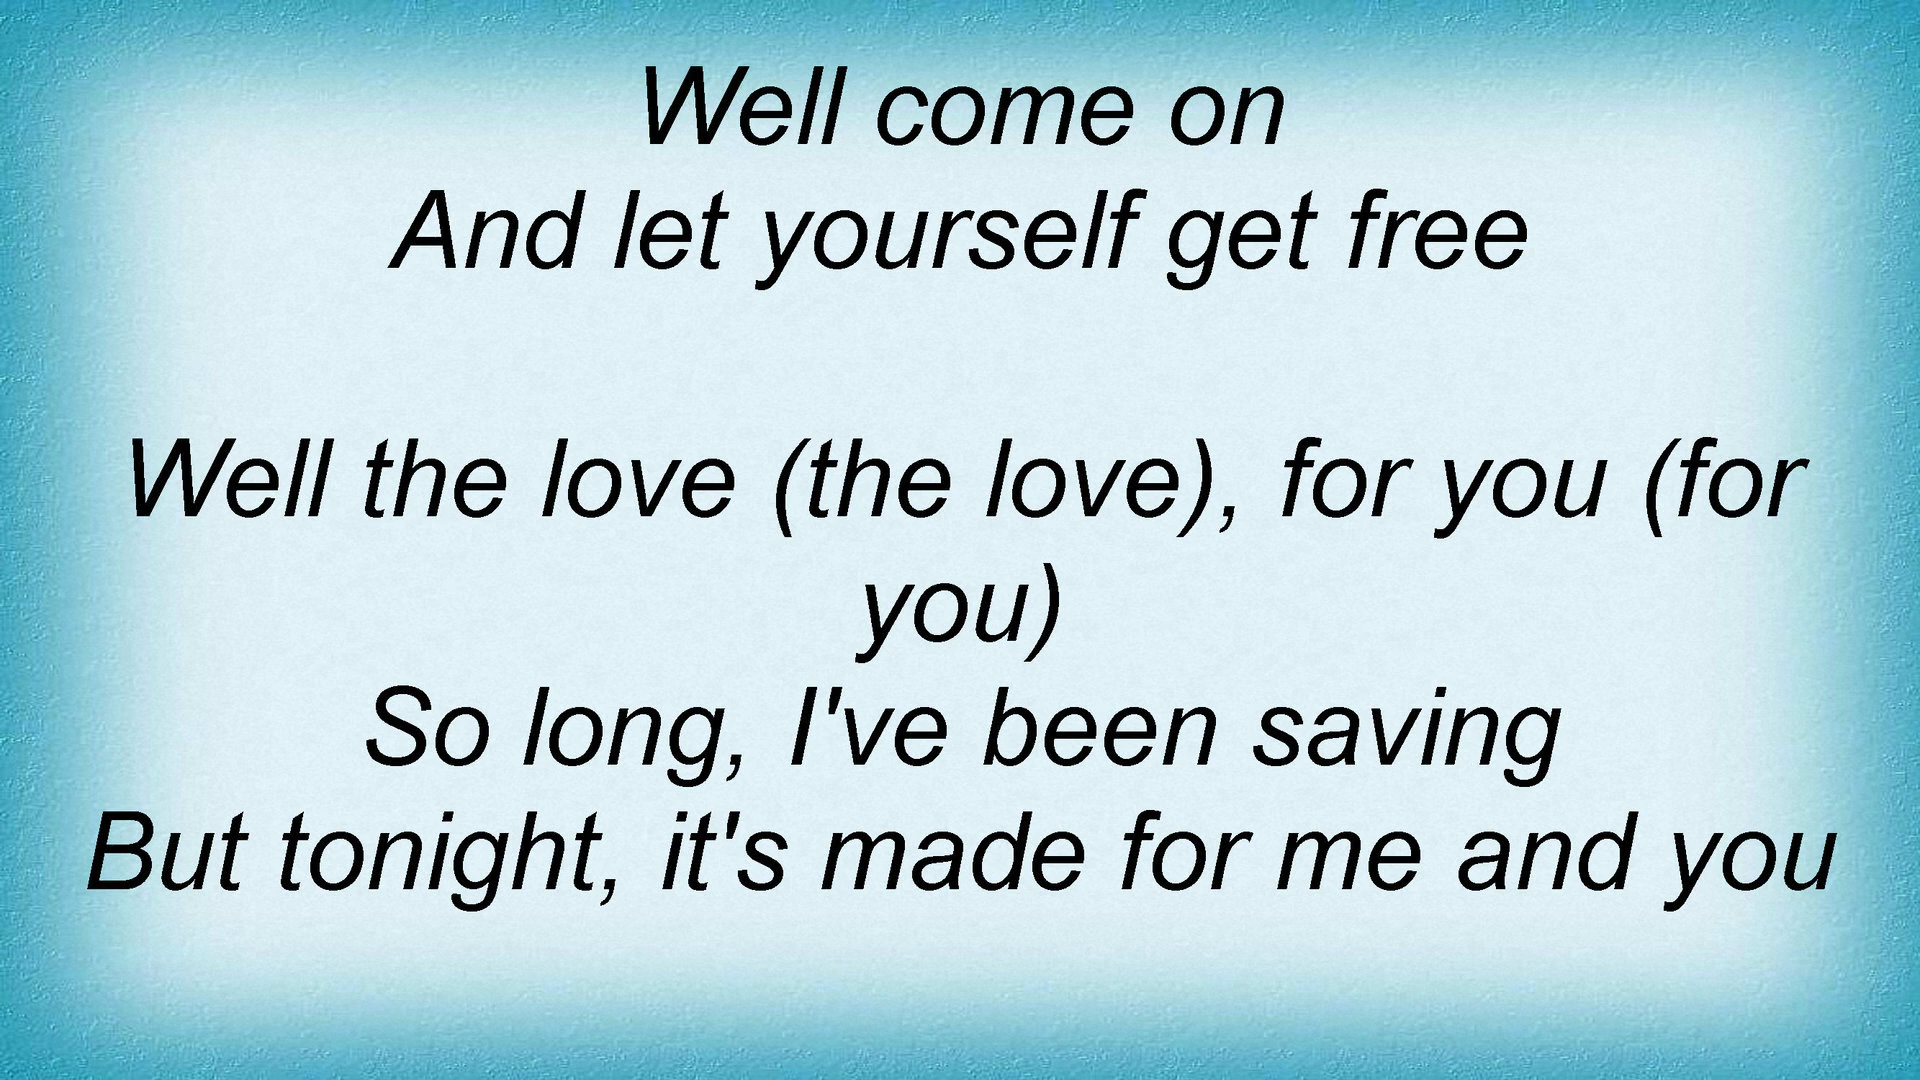 Well come on
And let yourself get free
Well the love (the love), for you (for
you)
So long, I've been saving
But tonight, it's made for me and you